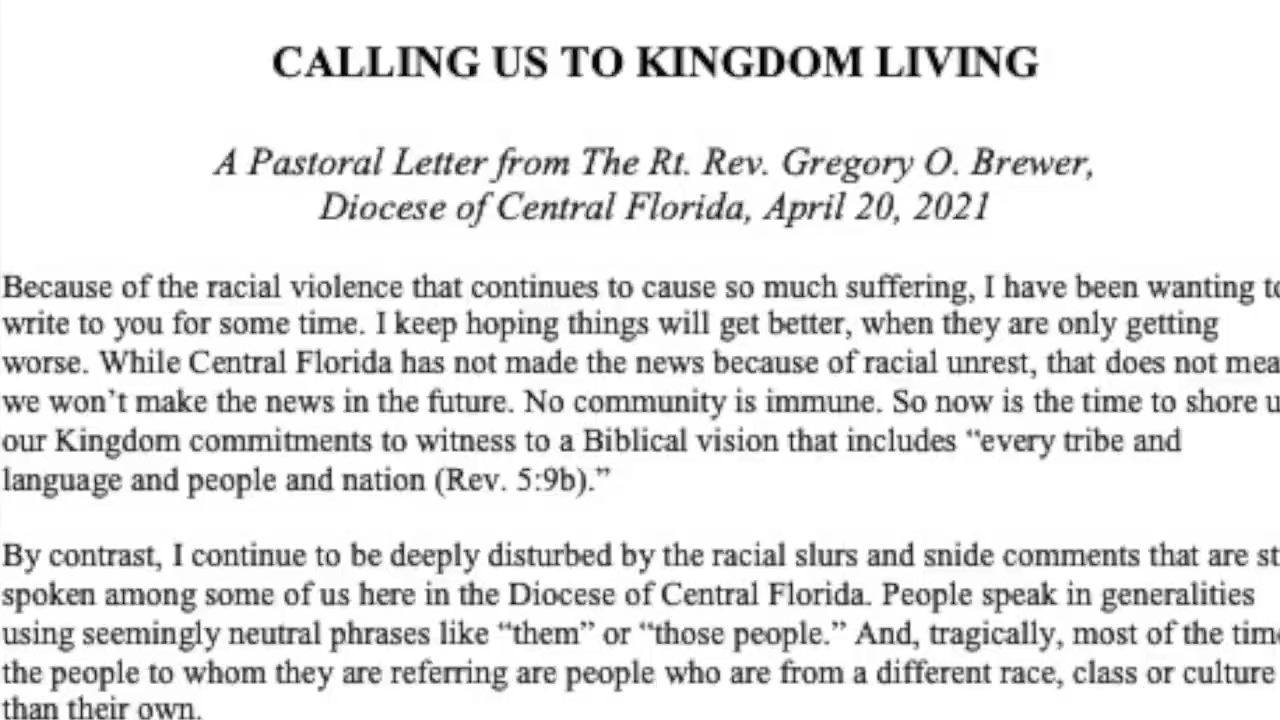 CALLING US TO KINGDOM LIVING
A Pastoral Letter from The Rt. Rev. Gregory O. Brewer,
Diocese of Central Florida, April 20, 2021
Because of the racial violence that continues to cause so much suffering, I have been wanting to
write to you for some time. I keep hoping things will get better, when they are only getting
worse. While Central Florida has not made the news because of racial unrest, that does not mea
we won’t make the news in the future. No community is immune. So now is the time to shore u
our Kingdom commitments to witness to a Biblical vision that includes “every tribe and
language and people and nation (Rev. 5:9b).”
By contrast, I continue to be deeply disturbed by the racial slurs and snide comments that are st
spoken among some of us here in the Diocese of Central Florida. People speak in generalities
using seemingly neutral phrases like “them” or “those people.” And, tragically, most of the time
the people to whom they are referring are people who are from a different race, class or culture
than their own.